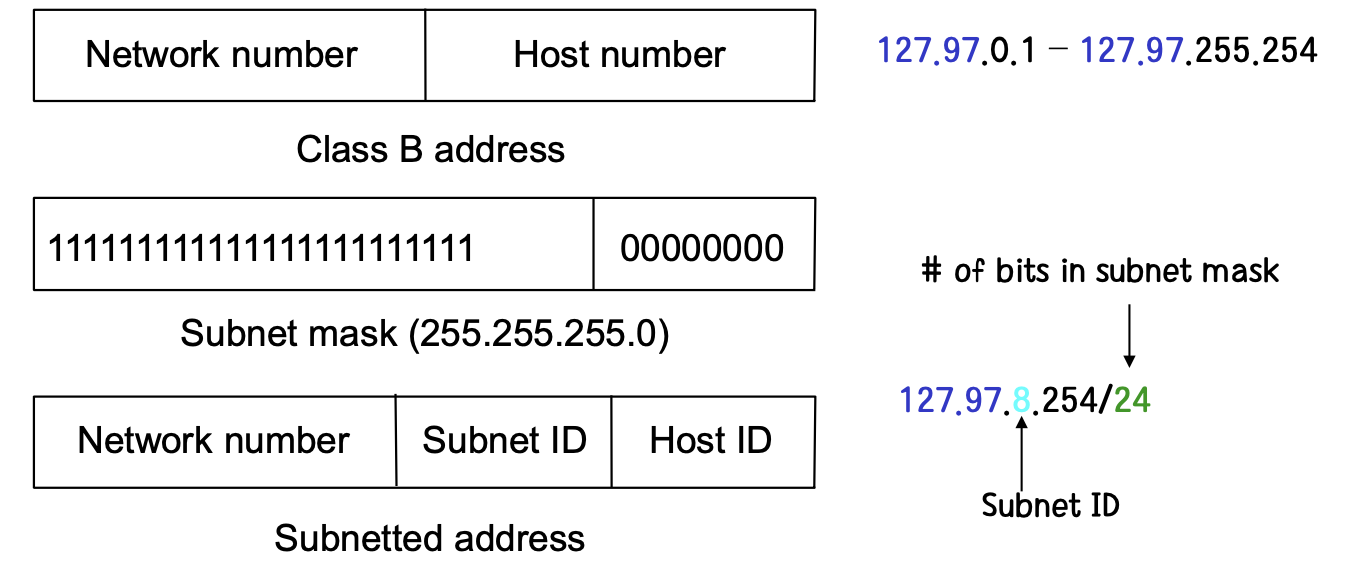 Network number Host number
127.97.0.1 – 127.97.255.254
Class B address
111111111111111111111111 00000000
# of bits in subnet mask
Subnet mask (255.255.255.0)
127.97.8.254/24
Network number Subnet ID Host ID
Subnet ID
Subnetted address